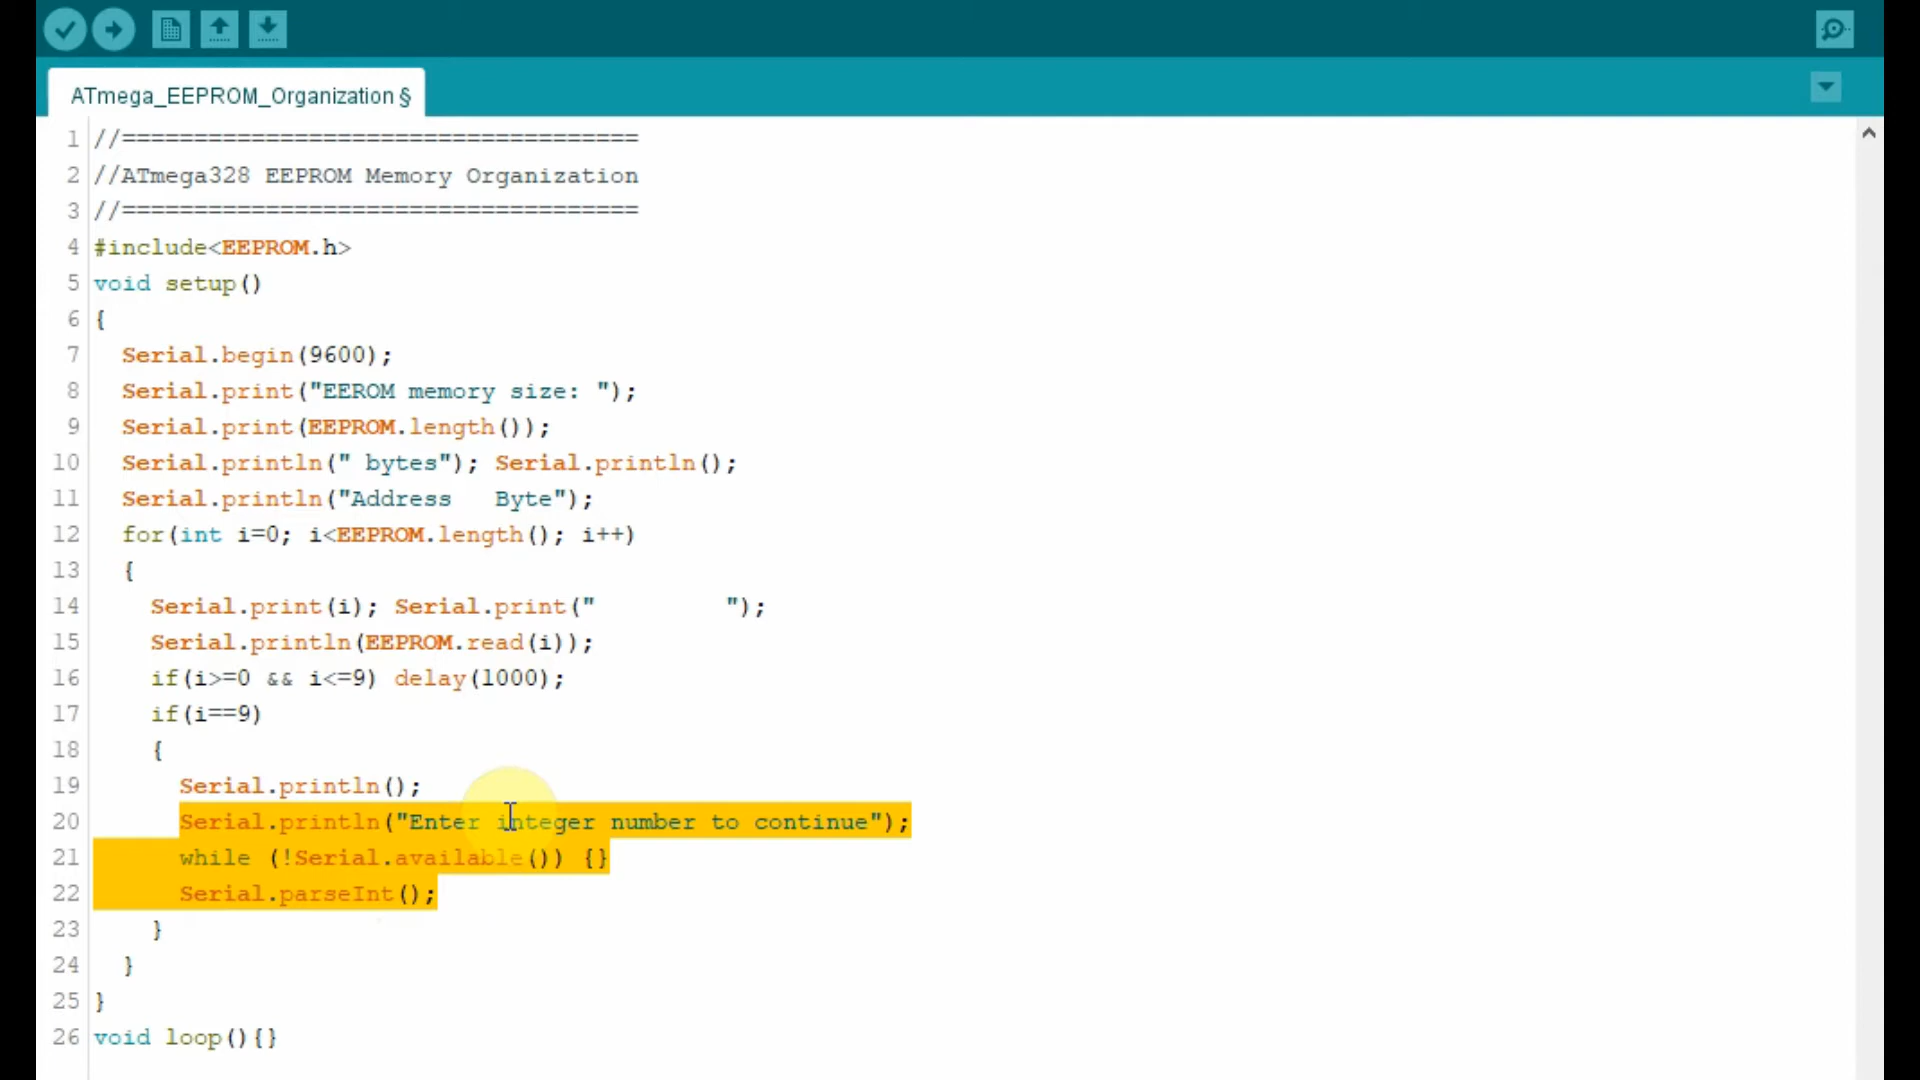 ATmega_EEPROM_Organization §
1 //====================================
2 //ATmega328 EEPROM Memory Organization
3 //====================================
4 #include<EEPROM.h>
5 void setup()
6 {
7   Serial.begin(9600);
8   Serial.print("EEROM memory size: ");
9   Serial.print(EEPROM.length());
10   Serial.println(" bytes"); Serial.println();
11   Serial.println("Address   Byte");
12   for(int i=0; i<EEPROM.length(); i++)
13   {
14     Serial.print(i); Serial.print("         ");
15     Serial.println(EEPROM.read(i));
16     if(i>=0 && i<=9) delay(1000);
17     if(i==9)
18     {
19       Serial.println();
20       Serial.println("Enter integer number to continue");
21       while (!Serial.available()) {}
22       Serial.parseInt();
23     }
24   }
25 }
26 void loop(){}